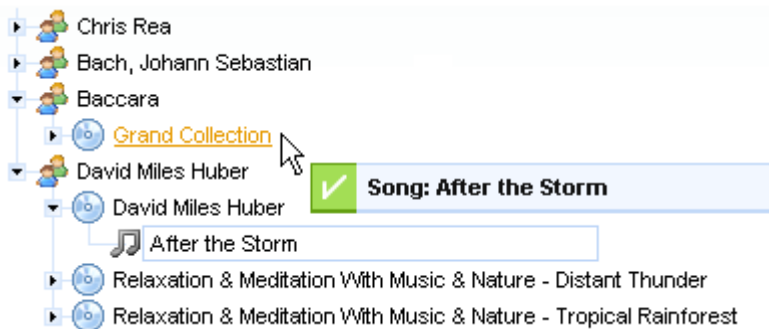 Chris Rea
Bach, Johann Sebastian
Baccara
Grand Collection
David Miles Huber
Song: After the Storm
David Miles Huber
After the Storm
Relaxation & Meditation With Music & Nature - Distant Thunder
Relaxation & Meditation With Music & Nature - Tropical Rainforest